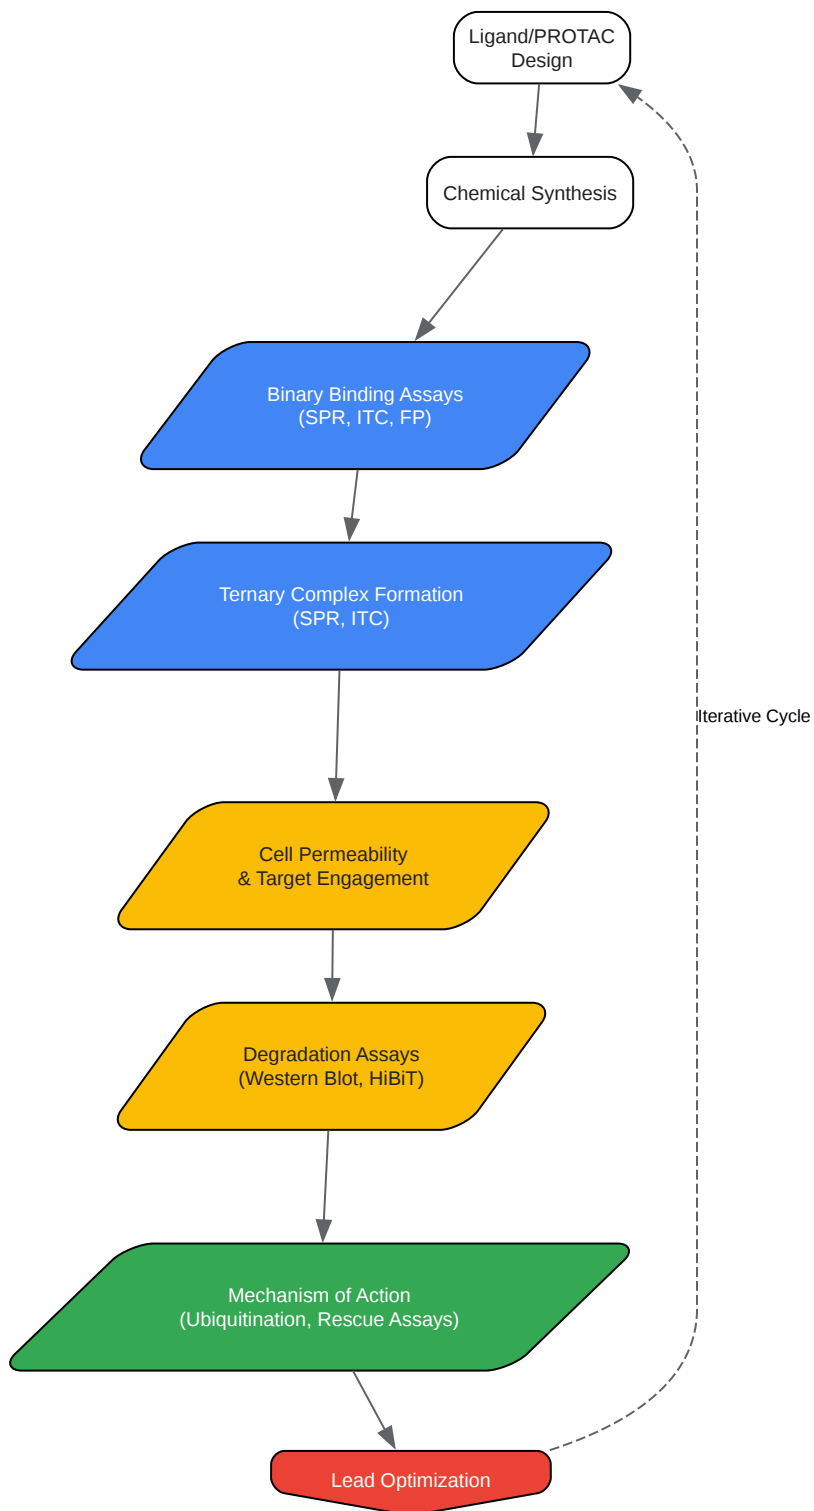 Ligand/PROTAC
Design
Chemical Synthesis
Binary Binding Assays
(SPR, ITC, FP)
Ternary Complex Formation
(SPR, ITC)
Iterative Cycle
Cell Permeability
& Target Engagement
Degradation Assays
(Western Blot, HiBiT)
Mechanism of Action
(Ubiquitination, Rescue Assays)
Lead Optimization